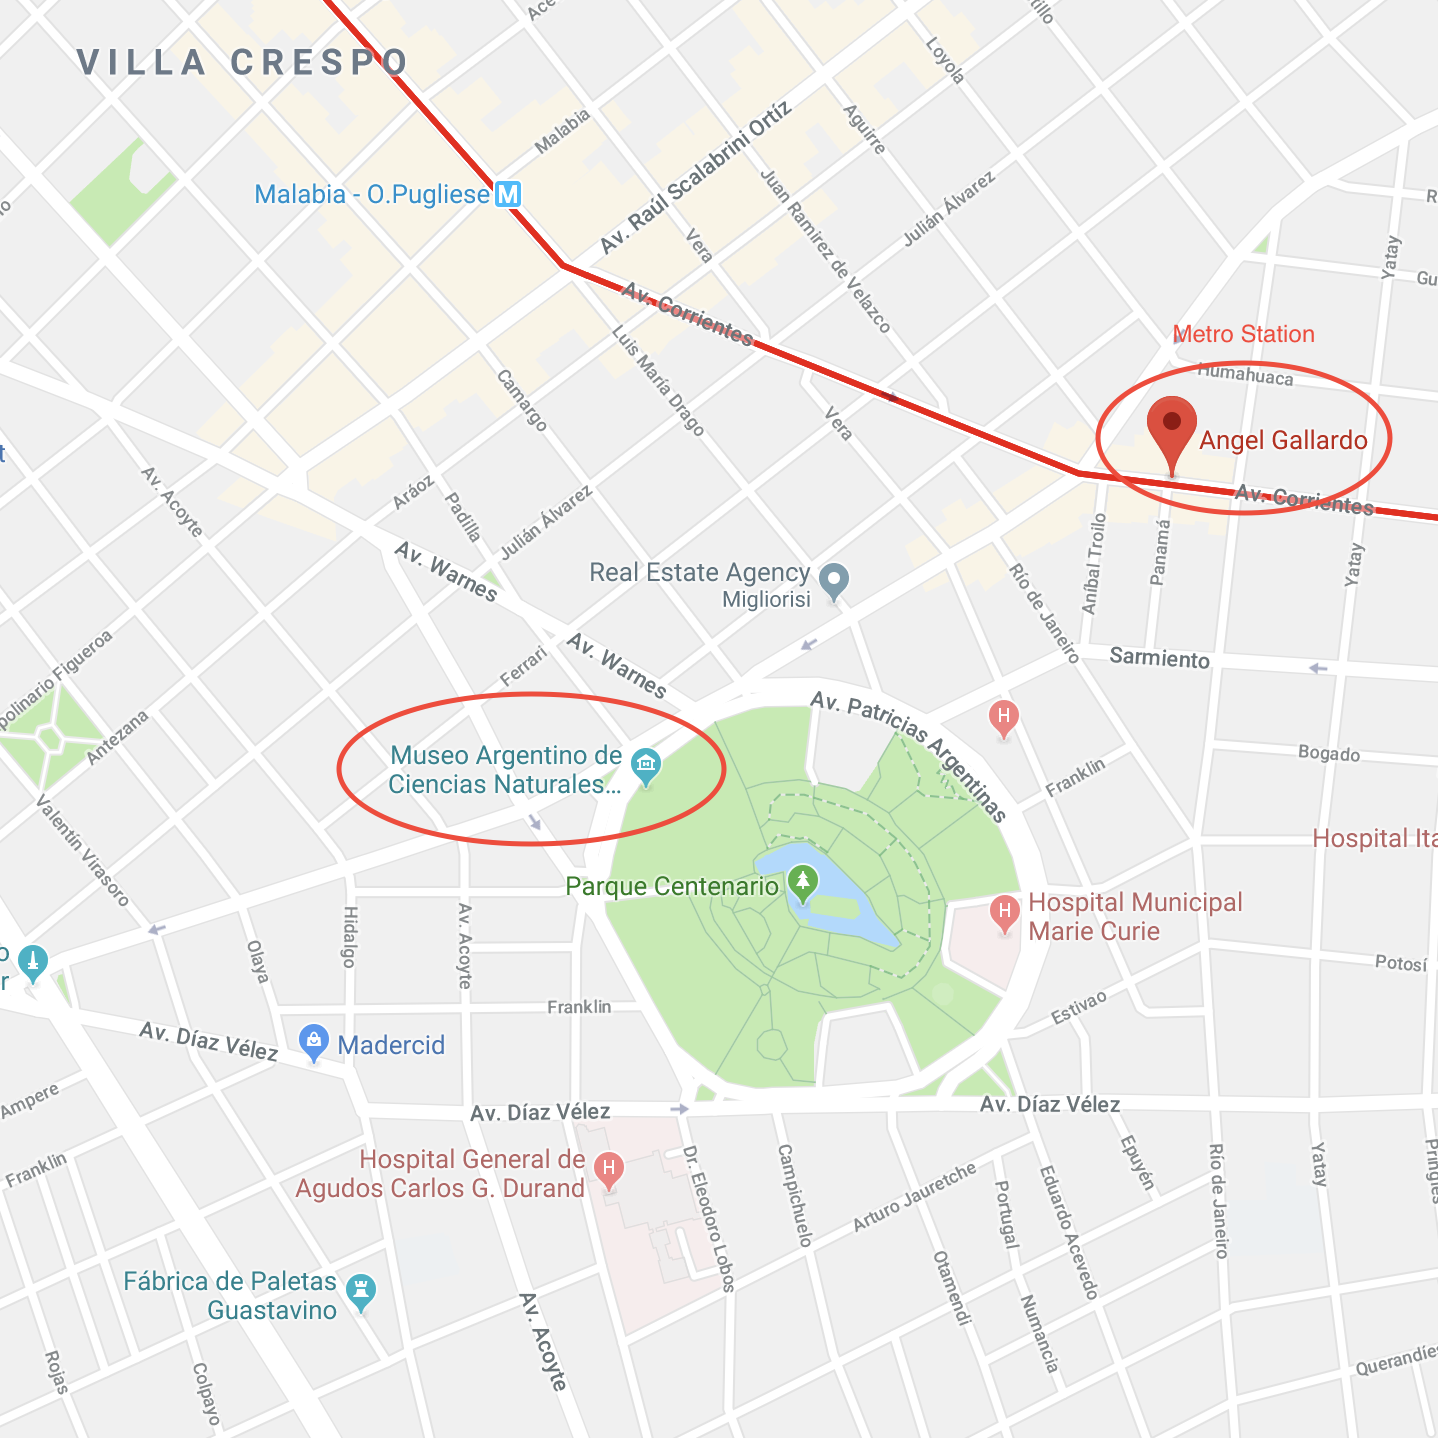 VILLA CRESPO
Malabia
Av. Raúl Scalabrini Ortíz
Loyola
Aguirre
Malabia - O.Pugliese
M
Vera
Juan Ramirez de Velazco
Julián Álvarez
Yatay
Av. Corrientes
Luis María Drago
Camargo
Metro Station
Humahuaca
Vera
Angel Gallardo
Av. Corrientes
Av. Acoyte
Aráoz
Padilla
Julián Álvarez
Av. Warnes
Real Estate Agency
Migliorisi
Río de Janeiro
Aníbal Troilo
Panamá
Yatay
Sarmiento
polinario Figueroa
Antezana
Ferrari
Av. Warnes
Av. Patricias Argentinas
H
Bogado
Museo Argentino de
Ciencias Naturales...
Franklin
Valentín Virasoro
Hospital Ita
Parque Centenario
H
Hospital Municipal
Marie Curie
Hidalgo
Av. Acoyte
Olaya
Potosí
Franklin
Estivao
Av. Díaz Vélez
Madercid
Ampere
Av. Díaz Vélez
Av. Díaz Vélez
Franklin
Hospital General de
Agudos Carlos G. Durand
H
Dr. Eleodoro Lobos
Campichuelo
Arturo Jauretche
Portugal
Eduardo Acevedo
Epuyén
Río de Janeiro
Yatay
Pringles
Fábrica de Paletas
Guastavino
Av. Acoyte
Otamendi
Numancia
Rojas
Colpayo
Querandíes